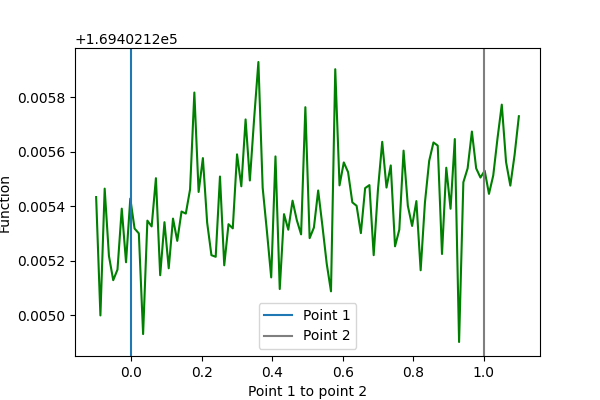 +1.6940212e5
0.0058
0.0056
0.0054
0.0052
0.0050
Function
Point 1
Point 2
0.0 0.2 0.4 0.6 0.8 1.0
Point 1 to point 2